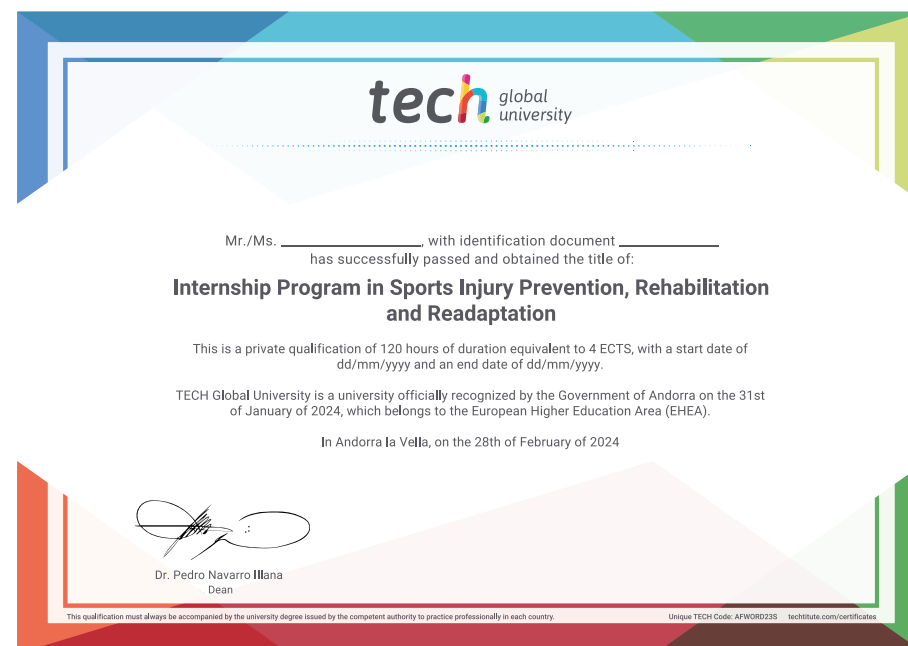 tech global university
Mr./Ms. ____________________, with identification document ______________
has successfully passed and obtained the title of:
Internship Program in Sports Injury Prevention, Rehabilitation
and Readaptation
This is a private qualification of 120 hours of duration equivalent to 4 ECTS, with a start date of
dd/mm/yyyy and an end date of dd/mm/yyyy.
TECH Global University is a university officially recognized by the Government of Andorra on the 31st
of January of 2024, which belongs to the European Higher Education Area (EHEA).
In Andorra la Vella, on the 28th of February of 2024
Dr. Pedro Navarro Illana
Dean
This qualification must always be accompanied by the university degree issued by the competent authority to practice professionally in each country. Unique TECH Code: AFWORD23S techtitute.com/certificates